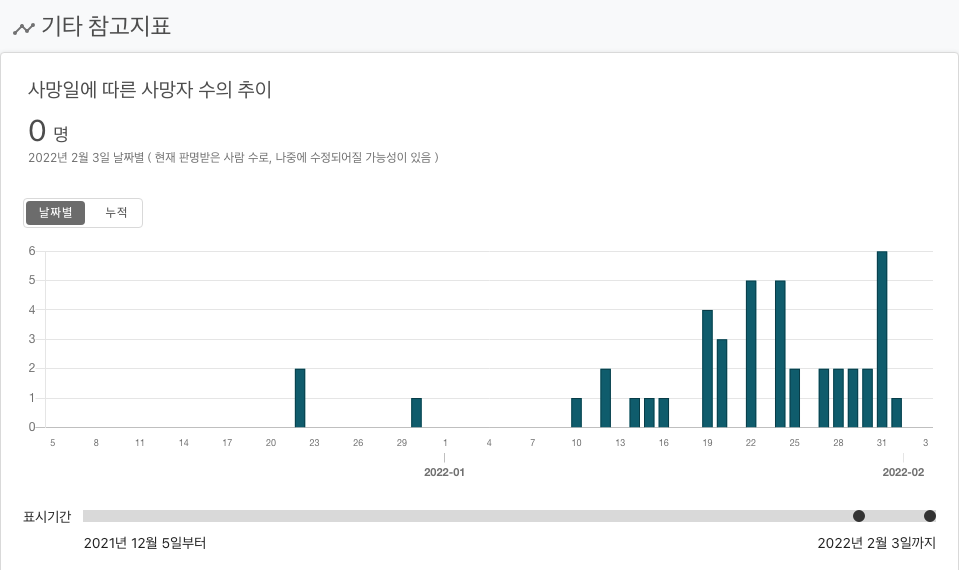 기타 참고지표
사망일에 따른 사망자 수의 추이
0 명
2022년 2월 3일 날짜별 ( 현재 판명받은 사람 수로, 나중에 수정되어질 가능성이 있음 )
날짜별 누적
6
5
4
3
2
1
0
5 8 11 14 17 20 23 26 29 1 4 7 10 13 16 19 22 25 28 31 3
2022-01 2022-02
표시기간
2021년 12월 5일부터 2022년 2월 3일까지